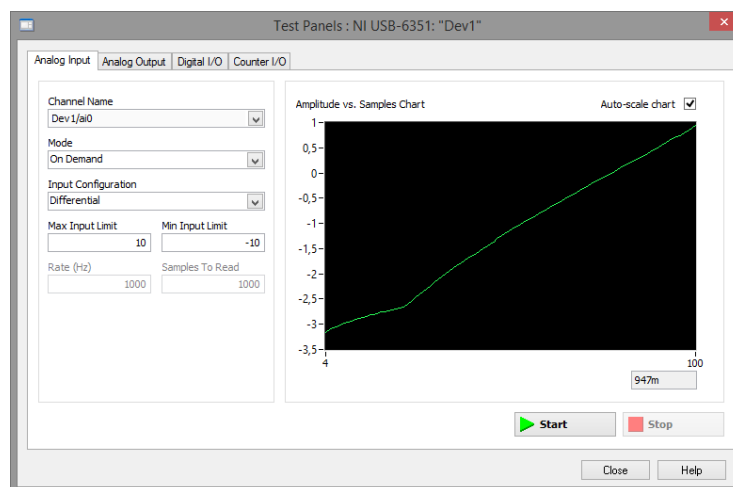 Test Panels : NI USB-6351: "Dev1"
Analog Input Analog Output Digital I/O Counter I/O
Channel Name
Dev1/ai0
Mode
On Demand
Input Configuration
Differential
Max Input Limit Min Input Limit
10 -10
Rate (Hz) Samples To Read
1000 1000
Amplitude vs. Samples Chart Auto-scale chart
1
0,5
0
-0,5
-1
-1,5
-2
-2,5
-3
-3,5
4 100
947m
Start Stop
Close Help